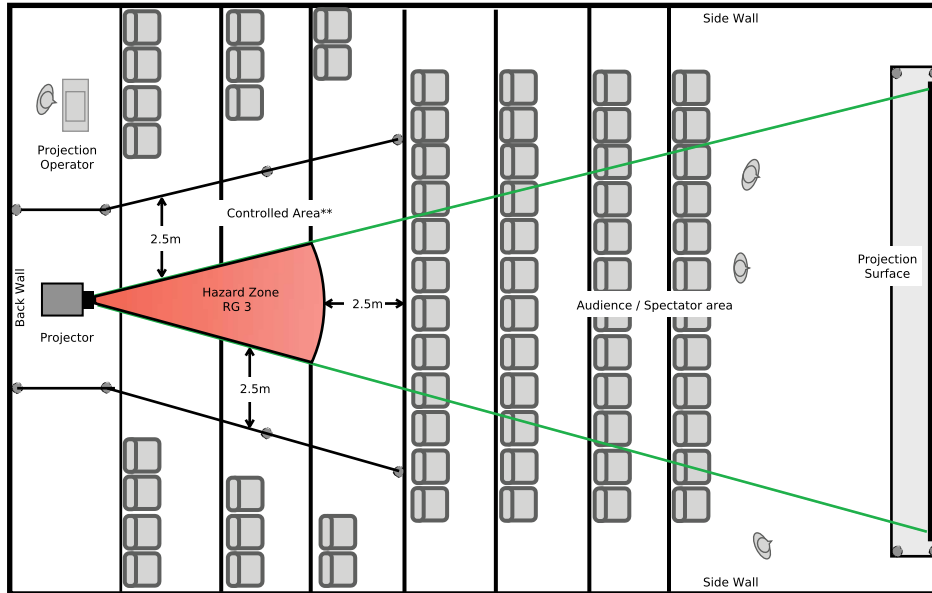 Side Wall
Projection
Operator
Controlled Area**
2.5m
Back Wall
Hazard Zone
RG 3
2.5m
Projection
Surface
Audience / Spectator area
Projector
2.5m
Side Wall